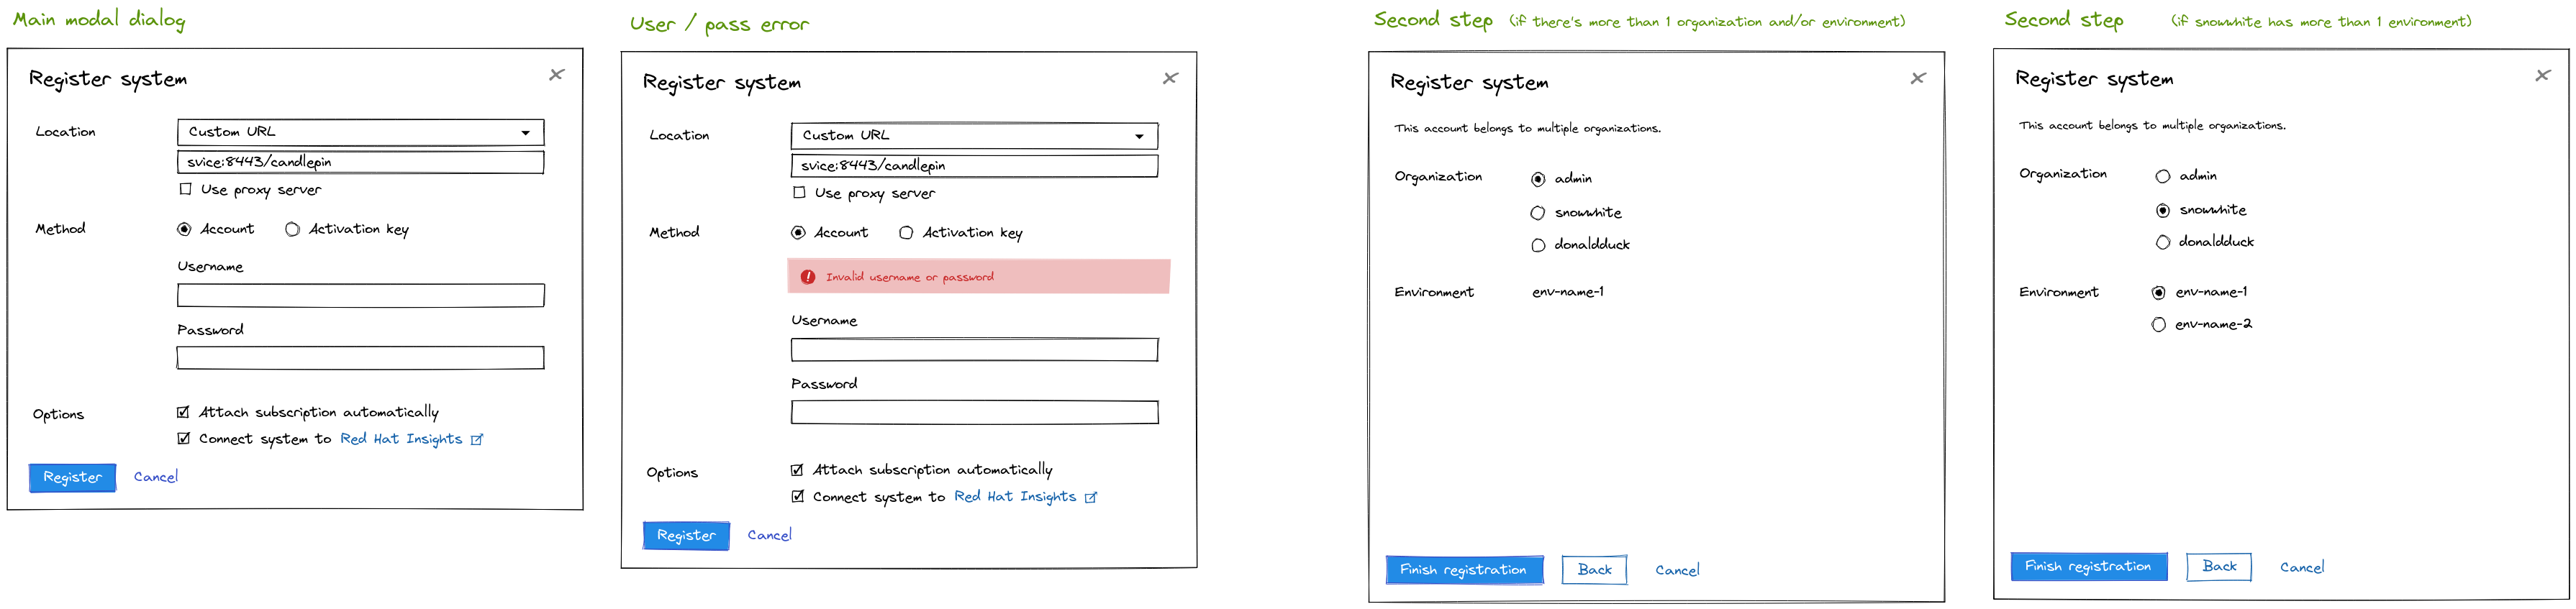 Main modal dialog
Register system
Location
Custom URL
svice:8443/candlepin
Use proxy server
Method
Account
Activation key
Username
Password
Options
Attach subscription automatically
Connect system to Red Hat Insights
Register
Cancel
User / pass error
Register system
Location
Custom URL
svice:8443/candlepin
Use proxy server
Method
Account
Activation key
Invalid username or password
Username
Password
Options
Attach subscription automatically
Connect system to Red Hat Insights
Register
Cancel
Second step (if there's more than 1 organization and/or environment)
Register system
This account belongs to multiple organizations.
Organization
admin
snowwhite
donaldduck
Environment
env-name-1
Finish registration
Back
Cancel
Second step (if snowwhite has more than 1 environment)
Register system
This account belongs to multiple organizations.
Organization
admin
snowwhite
donaldduck
Environment
env-name-1
env-name-2
Finish registration
Back
Cancel